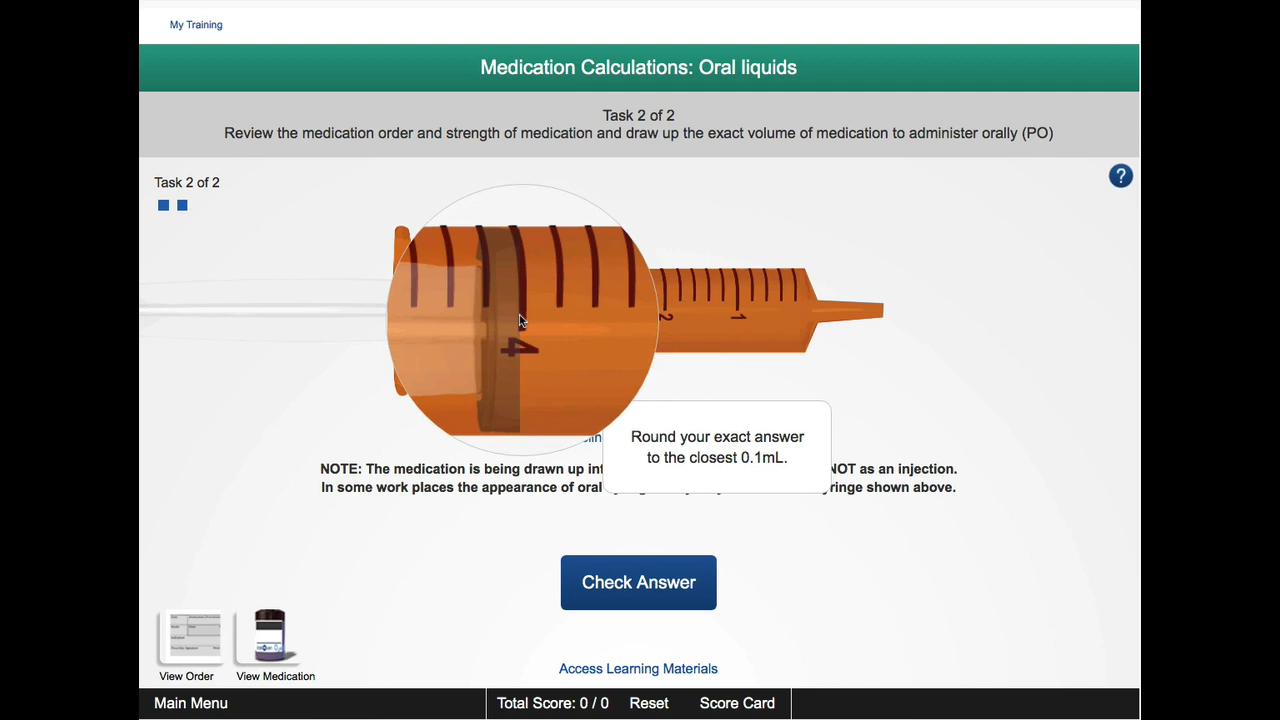 My Training
Medication Calculations: Oral liquids
Task 2 of 2
Review the medication order and strength of medication and draw up the exact volume of medication to administer orally (PO)
Task 2 of 2
?
4
2
1
Round your exact answer
to the closest 0.1mL.
NOTE: The medication is being drawn up NOT as an injection.
In some work places the appearance of oral shown above.
Check Answer
View Order
View Medication
Access Learning Materials
Main Menu
Total Score: 0 / 0
Reset
Score Card